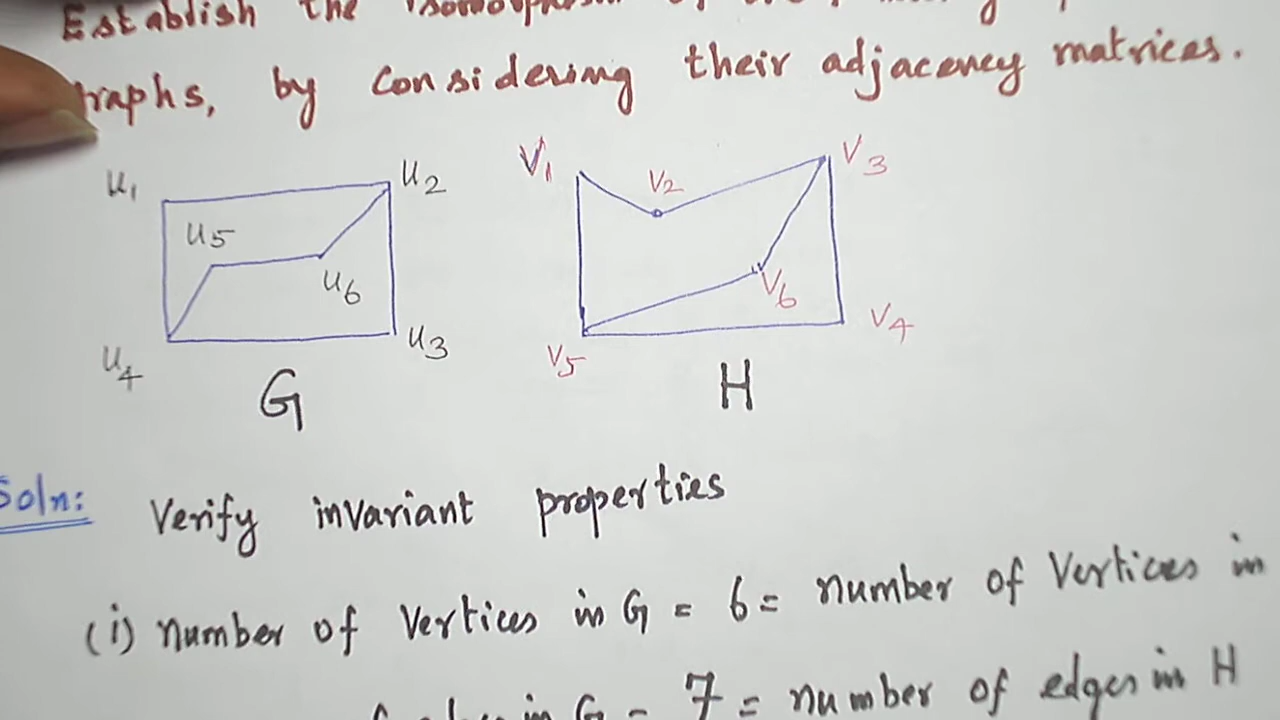 Establish the
graphs, by considering their adjacency matrices.
u1 u2 V1 V2 V3
u5 u6 V6
u4 u3 V5 V4
G H
Soln: Verify invariant properties
(i) number of vertices in G = 6 = number of Vertices in
in G = 7 = number of edges in H